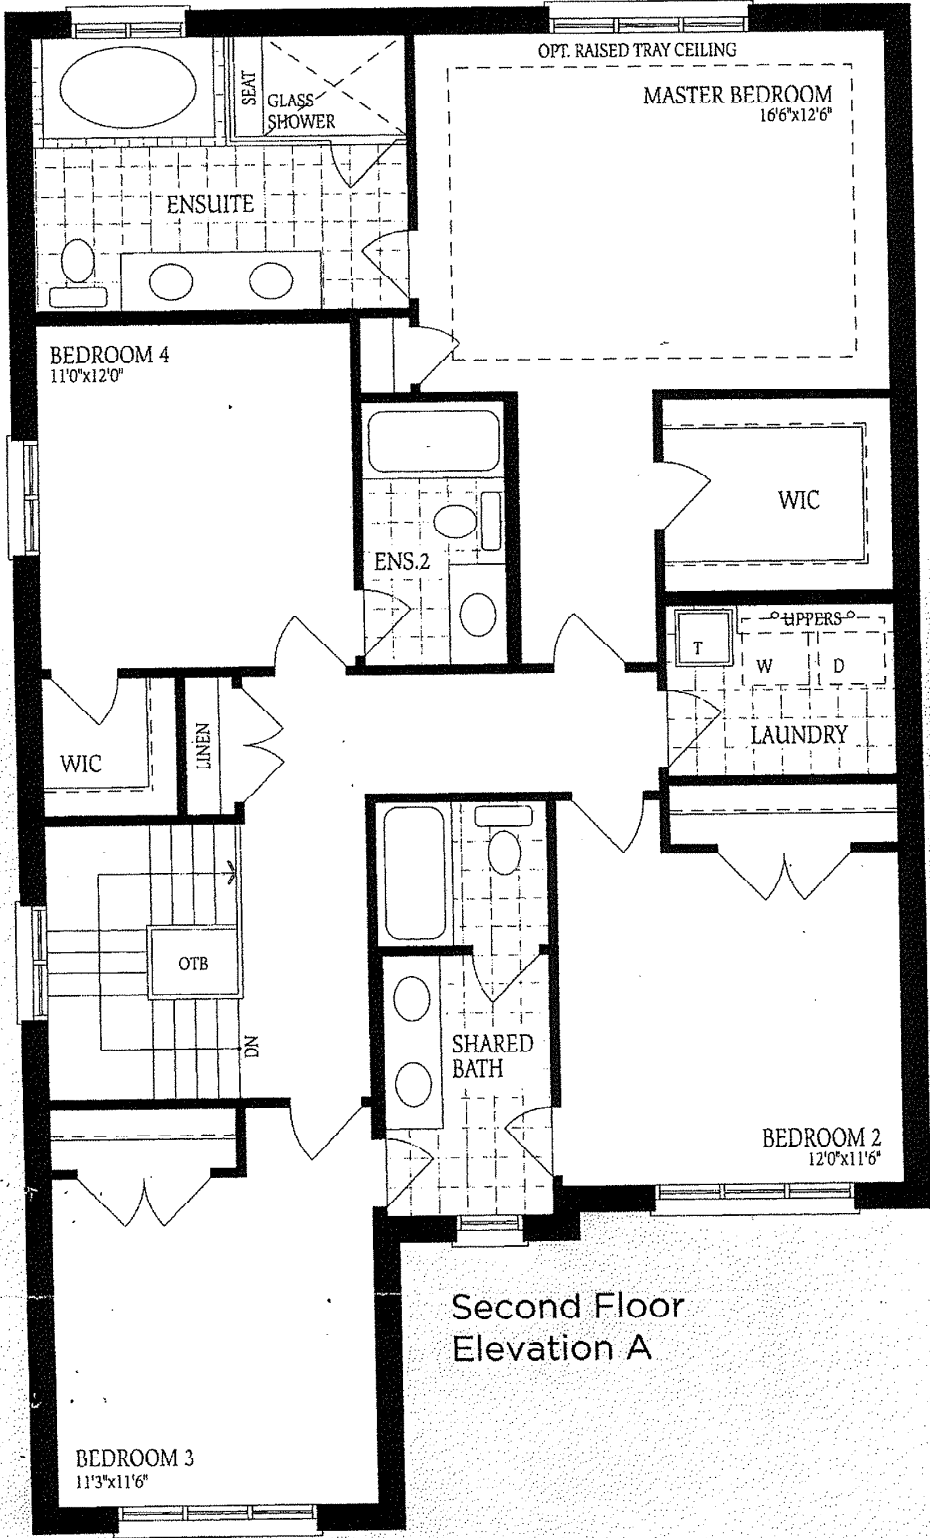 OPT. RAISED TRAY CEILING
MASTER BEDROOM
16'6"x12'6"
SEAT
GLASS
SHOWER
ENSUITE
BEDROOM 4
11'0"x12'0"
WIC
ENS.2
UPPERS
T
W
D
LAUNDRY
WIC
LINEN
OTB
DN
SHARED
BATH
BEDROOM 2
12'0"x11'6"
Second Floor
Elevation A
BEDROOM 3
11'3"x11'6"